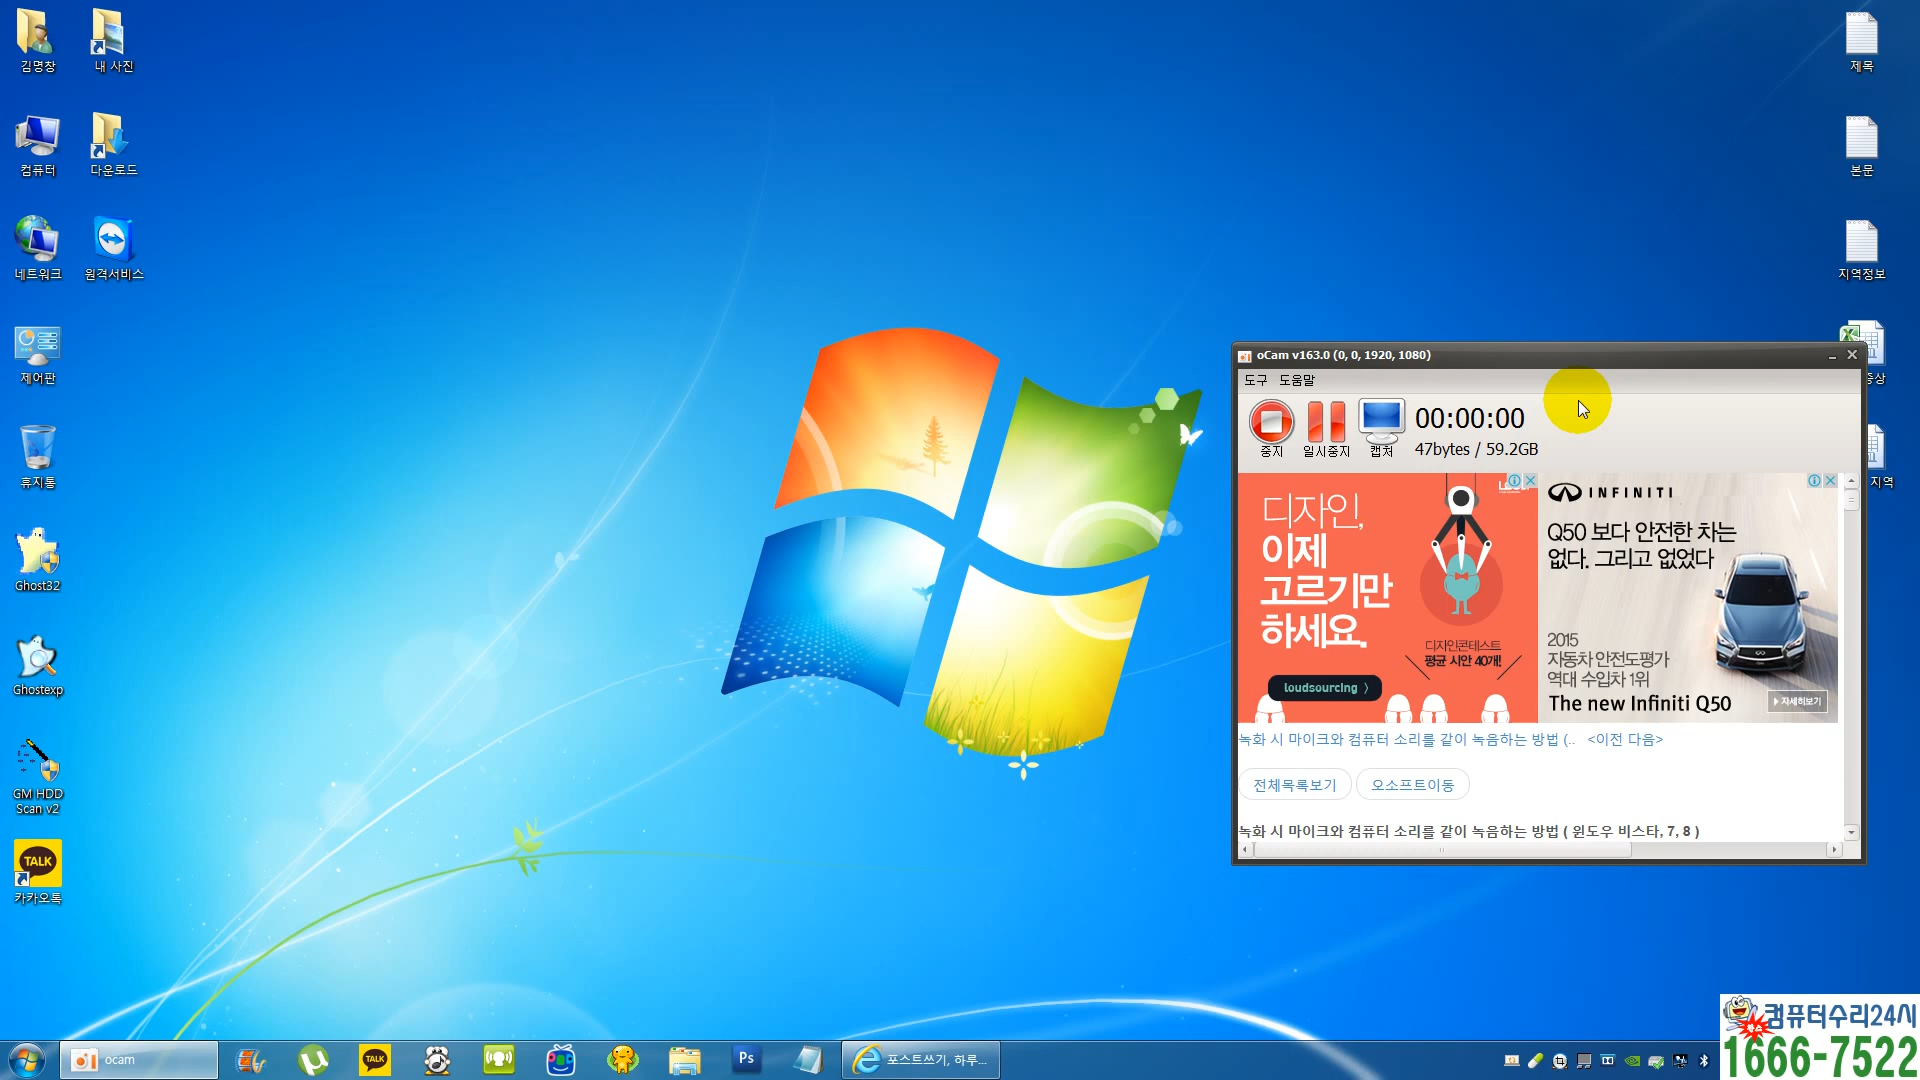 김명창
내 사진
제목
컴퓨터
다운로드
본문
네트워크
원격서비스
지역정보
제어판
휴지통
지역
Ghost32
Ghostexp
GM HDD
Scan v2
TALK
카카오톡
oCam v163.0 (0, 0, 1920, 1080)
도구 도움말
중지
일시중지
캡처
00:00:00
47bytes / 59.2GB
디자인,
이제
고르기만
하세요.
디자인콘테스트
평균 시안 40개!
loudsourcing 〉
INFINITI
Q50 보다 안전한 차는
없다. 그리고 없었다
2015
자동차 안전도평가
역대 수입차 1위
The new Infiniti Q50
자세히보기
녹화 시 마이크와 컴퓨터 소리를 같이 녹음하는 방법 (.. <이전 다음>
전체목록보기
오소프트이동
녹화 시 마이크와 컴퓨터 소리를 같이 녹음하는 방법 ( 윈도우 비스타, 7, 8 )
ocam
TALK
Ps
포스트쓰기, 하루...
컴퓨터수리24시
1666-7522